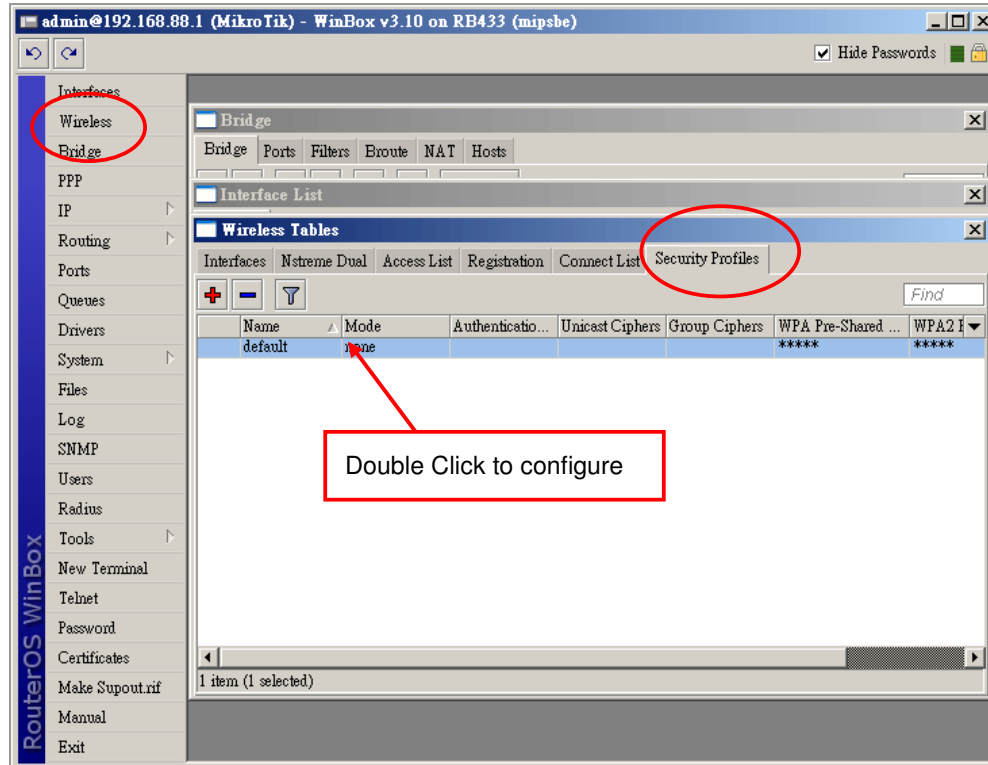 admin@192.168.88.1 (MikroTik) - WinBox v3.10 on RB433 (mipsbe)
Hide Passwords
Interfaces
Wireless
Bridge
PPP
IP
Routing
Ports
Queues
Drivers
System
Files
Log
SNMP
Users
Radius
Tools
New Terminal
Telnet
Password
Certificates
Make Supout.rif
Manual
Exit
RouterOS WinBox
Bridge
Bridge Ports Filters Broute NAT Hosts
Interface List
Wireless Tables
Interfaces Nstreme Dual Access List Registration Connect List Security Profiles
Find
Name Mode Authenticatio... Unicast Ciphers Group Ciphers WPA Pre-Shared ... WPA2
default none ***** *****
Double Click to configure
1 item (1 selected)